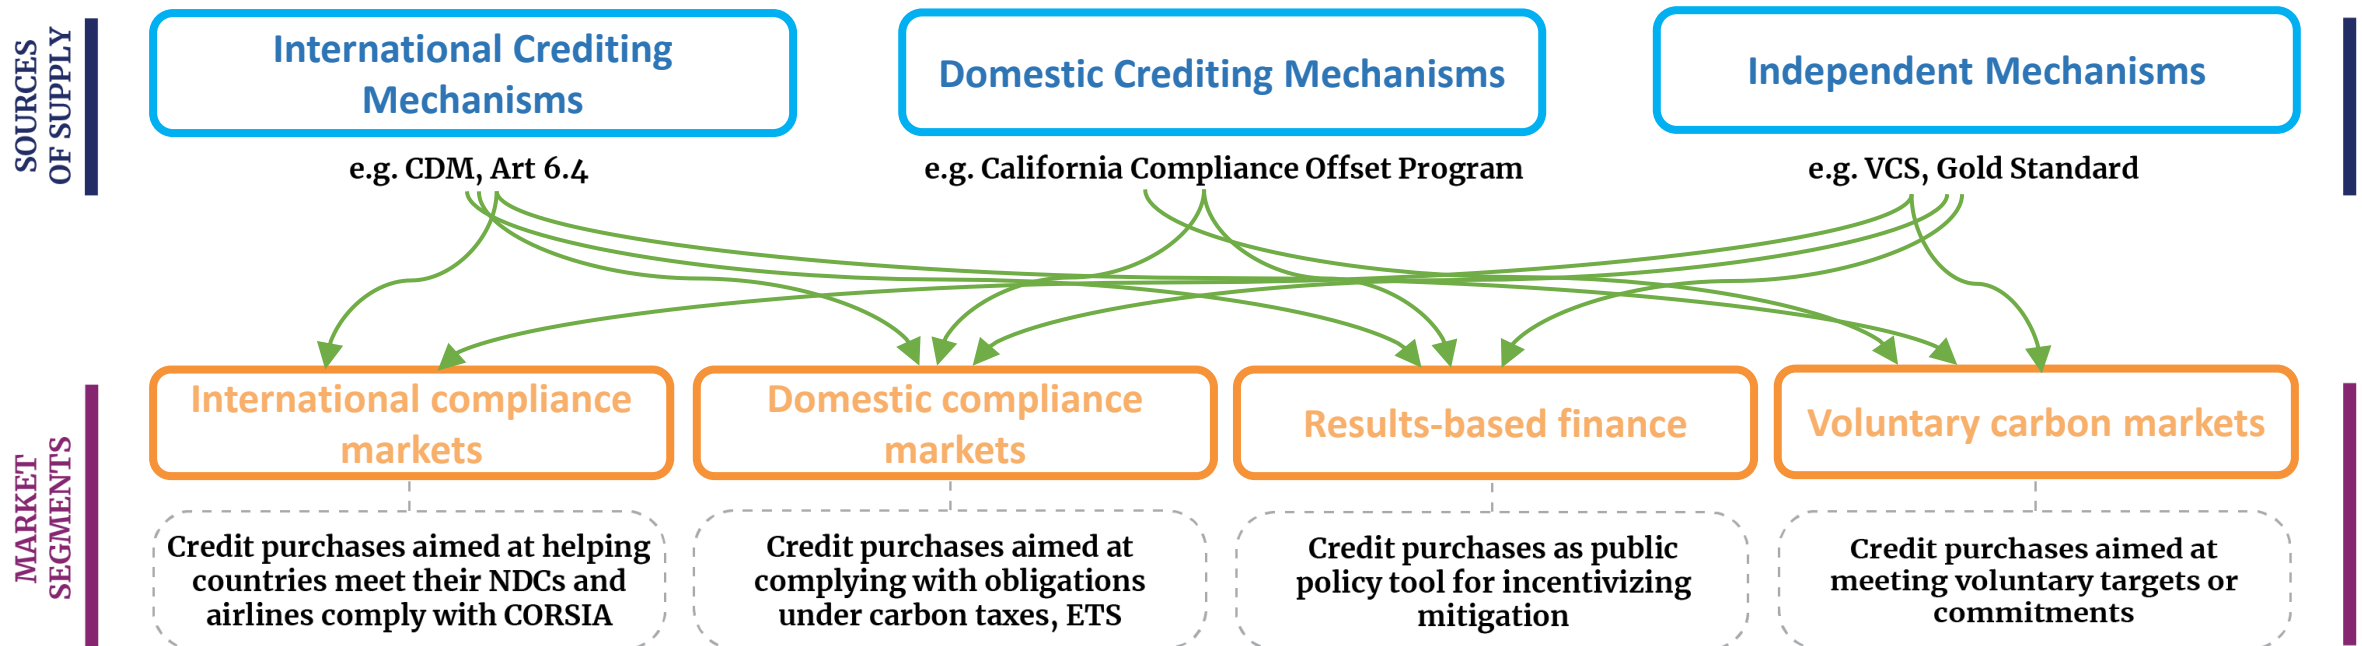 SOURCES
OF SUPPLY
International Crediting
Mechanisms
Domestic Crediting Mechanisms
Independent Mechanisms
e.g. CDM, Art 6.4
e.g. California Compliance Offset Program
e.g. VCS, Gold Standard
MARKET
SEGMENTS
International compliance
markets
Domestic compliance
markets
Results-based finance
Voluntary carbon markets
Credit purchases aimed at helping
countries meet their NDCs and
airlines comply with CORSIA
Credit purchases aimed at
complying with obligations
under carbon taxes, ETS
Credit purchases as public
policy tool for incentivizing
mitigation
Credit purchases aimed at
meeting voluntary targets or
commitments